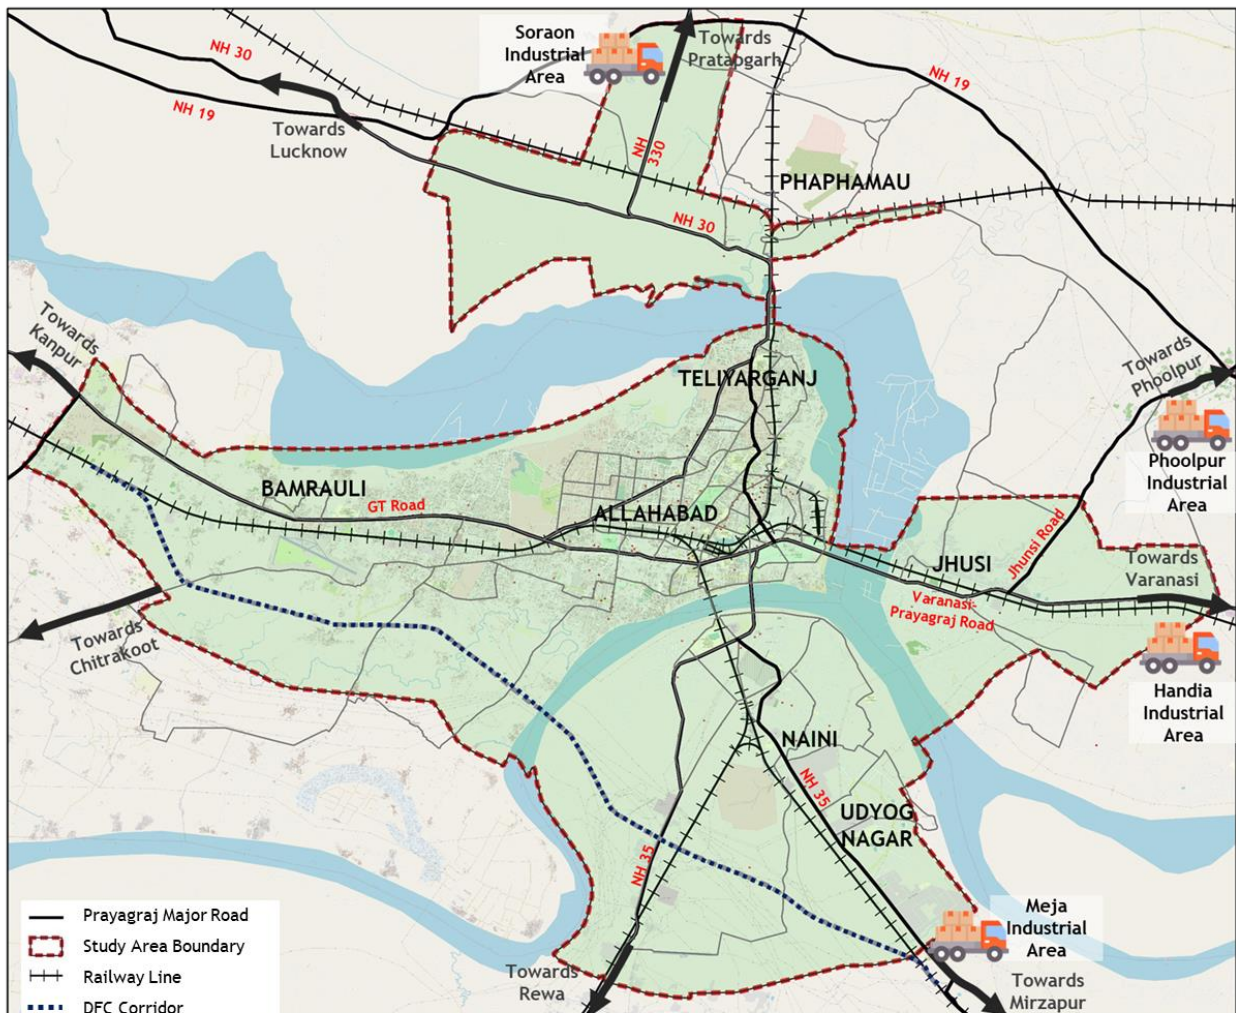 Soraon
Industrial
Area
Towards
Pratapgarh
NH 30
NH 19
NH 19
Towards
Lucknow
NH
330
PHAPHAMAU
NH 30
Towards
Kanpur
Towards
Phoolpur
TELIYARGANJ
Phoolpur
Industrial
Area
BAMRAULI
GT Road
ALLAHABAD
Jhunsi Road
JHUSI
Towards
Varanasi
Varanasi-
Prayagraj Road
Towards
Chitrakoot
Handia
Industrial
Area
NAINI
NH 35
UDYOG
NAGAR
NH 35
Meja
Industrial
Area
Towards
Rewa
Towards
Mirzapur
Prayagraj Major Road
Study Area Boundary
Railway Line
DFC Corridor